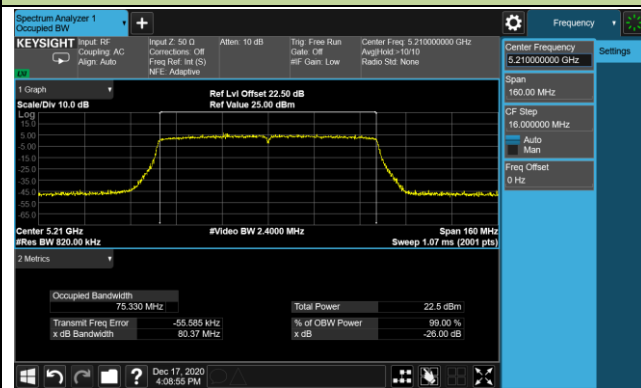 Spectrum Analyzer 1
Occupied BW
Frequency
KEYSIGHT
Input: RF
Coupling: AC
Align: Auto
Input Z: 50 Ω
Corrections: Off
Freq Ref: Int (S)
NFE: Adaptive
Atten: 10 dB
Trig: Free Run
Gate: Off
#IF Gain: Low
Center Freq: 5.210000000 GHz
Avg|Hold:>10/10
Radio Std: None
LXI
Center Frequency
5.210000000 GHz
Settings
Span
160.00 MHz
CF Step
16.000000 MHz
Auto
Man
Freq Offset
0 Hz
1 Graph
Scale/Div 10.0 dB
Ref Lvl Offset 22.50 dB
Ref Value 25.00 dBm
Log
15.0
5.00
-5.00
-15.0
-25.0
-35.0
-45.0
-55.0
-65.0
Center 5.21 GHz
#Res BW 820.00 kHz
#Video BW 2.4000 MHz
Span 160 MHz
Sweep 1.07 ms (2001 pts)
2 Metrics
Occupied Bandwidth
75.330 MHz
Total Power 22.5 dBm
Transmit Freq Error -55.585 kHz
% of OBW Power 99.00 %
x dB Bandwidth 80.37 MHz
x dB -26.00 dB
?
Dec 17, 2020
4:08:55 PM